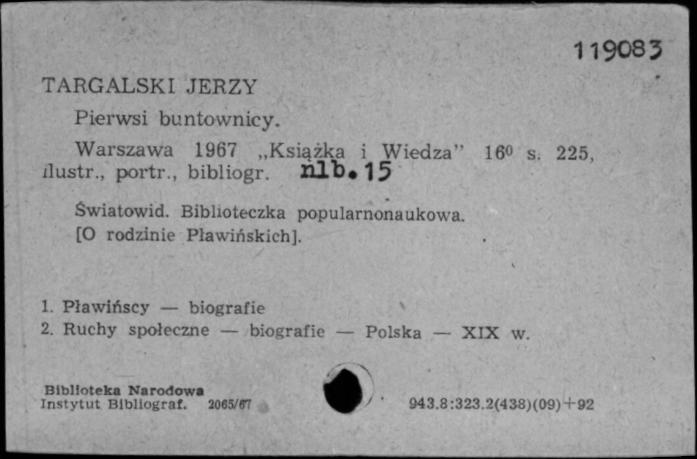 119083
TARGALSKI JERZY
Pierwsi buntownicy.
Warszawa 1967 „Książka i Wiedza” 16⁰ s. 225,
ilustr., portr., bibliogr. nlb. 15
Światowid. Biblioteczka popularnonaukowa.
[O rodzinie Pławińskich].
1. Pławińscy — biografie
2. Ruchy społeczne — biografie — Polska — XIX w.
Biblioteka Narodowa
Instytut Bibliograf. 2065/67
943.8:323.2(438)(09)+92